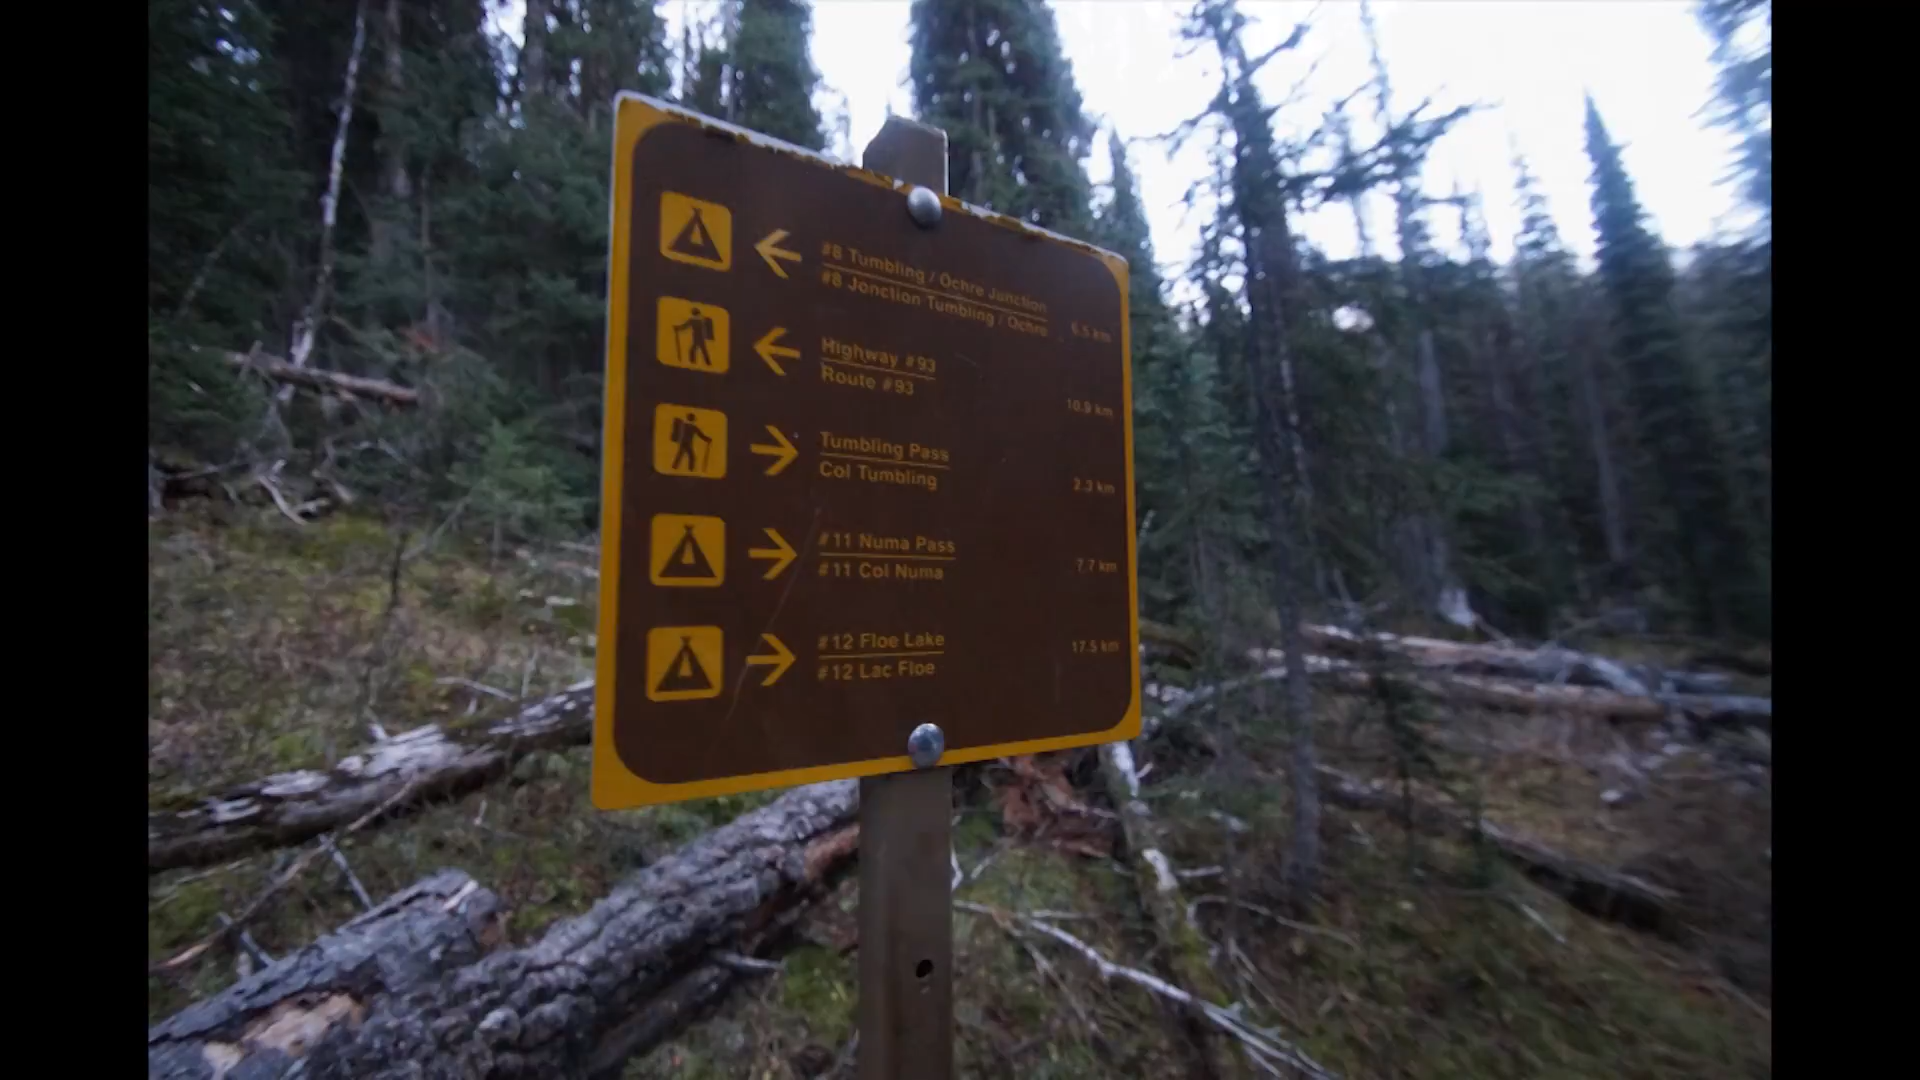 #8 Tumbling / Ochre Junction
#8 Jonction Tumbling / Ochre 6.5 km
Highway #93
Route #93
10.9 km
Tumbling Pass
Col Tumbling
2.3 km
#11 Numa Pass
#11 Col Numa
7.7 km
#12 Floe Lake
#12 Lac Floe
17.5 km